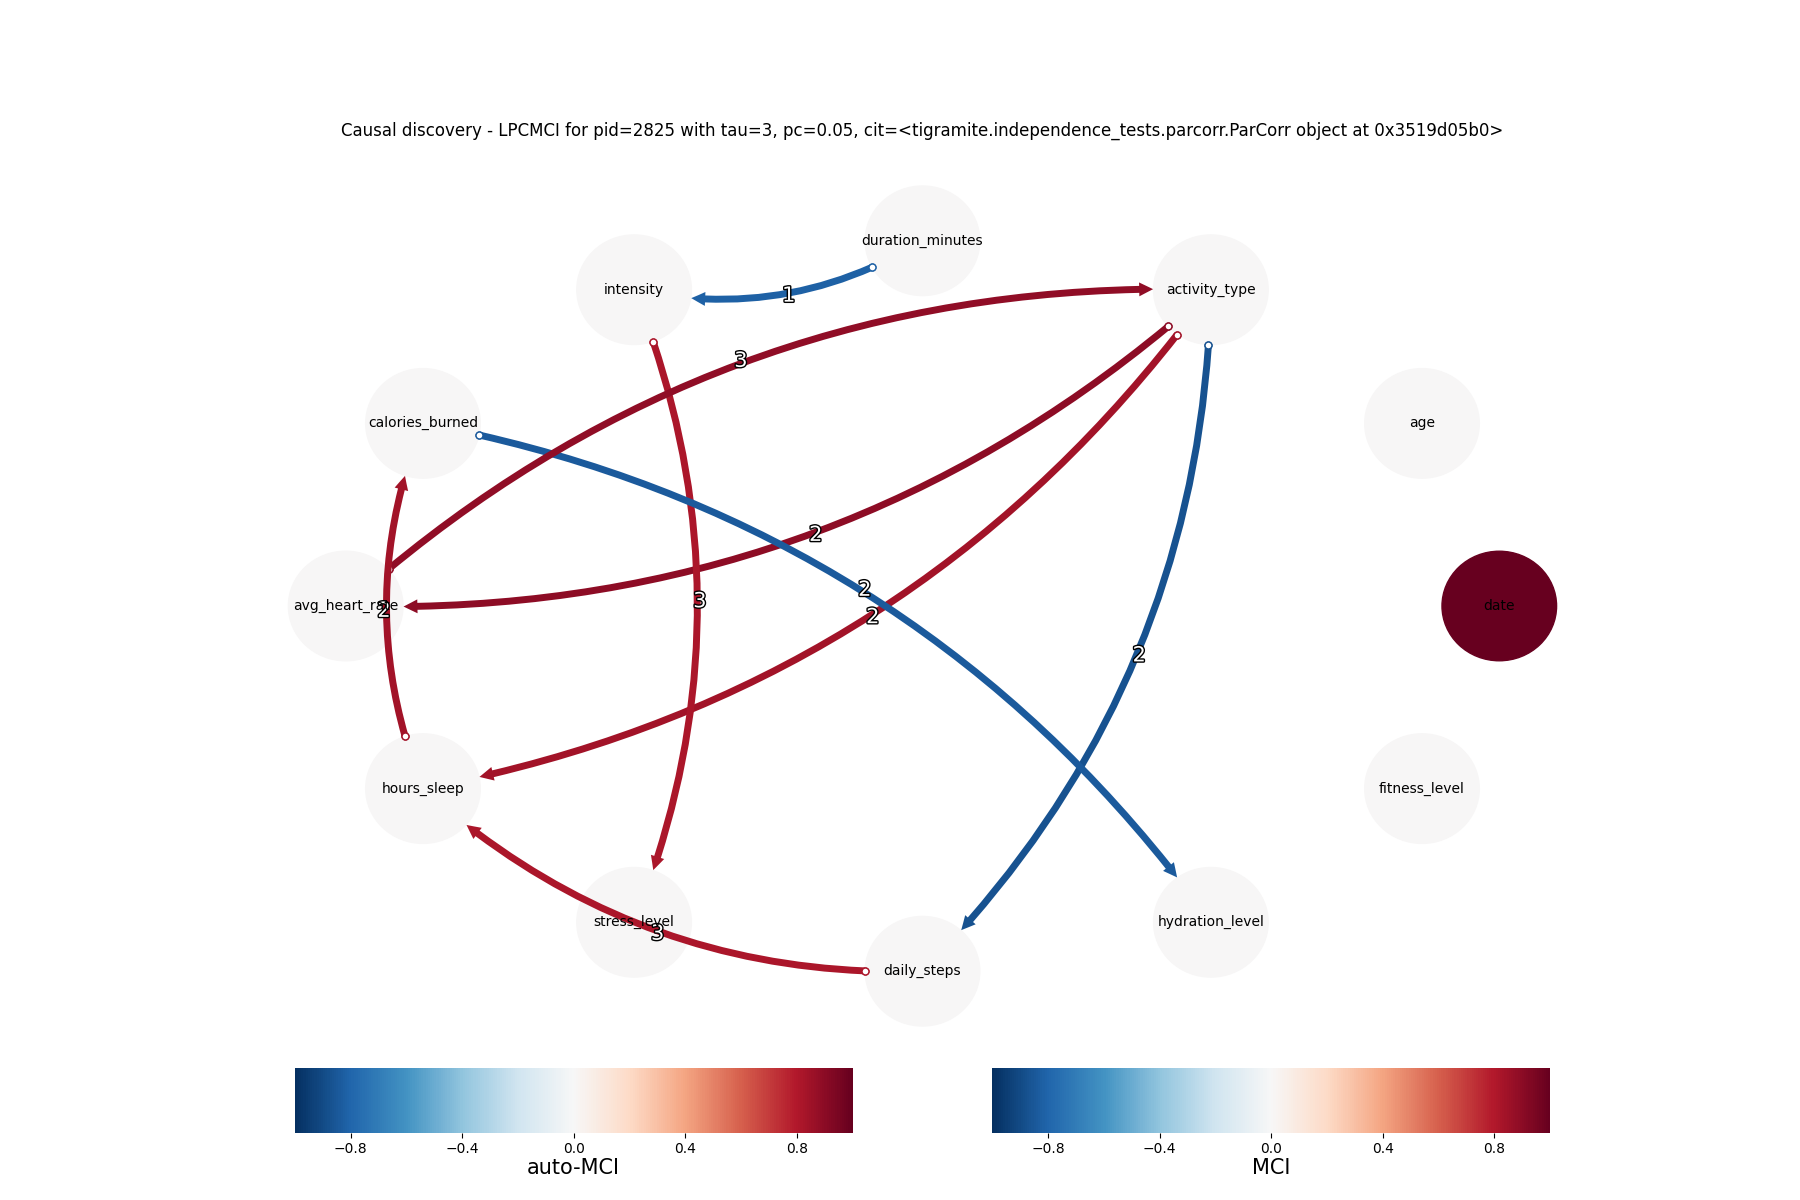 Causal discovery - LPCMCI for pid=2825 with tau=3, pc=0.05, cit=<tigramite.independence_tests.parcorr.ParCorr object at 0x3519d05b0>
duration_minutes
intensity
activity_type
1
3
calories_burned
age
2
2
3
2
avg_heart_rate
2
date
2
2
hours_sleep
fitness_level
stress_level
3
hydration_level
daily_steps
−0.8 −0.4 0.0 0.4 0.8
auto-MCI
−0.8 −0.4 0.0 0.4 0.8
MCI